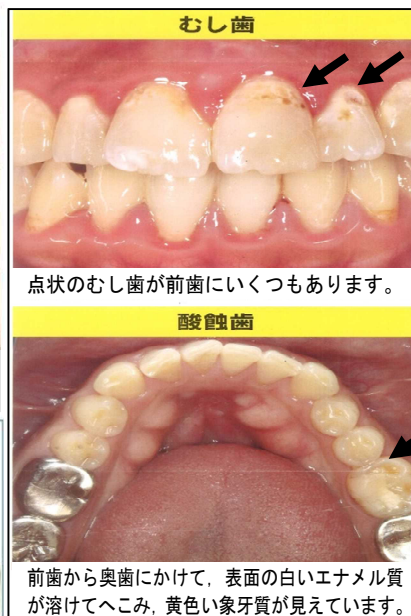 むし歯
点状のむし歯が前歯にいくつもあります。
酸蝕歯
前歯から奥歯にかけて，表面の白いエナメル質
が溶けてへこみ，黄色い象牙質が見えています。